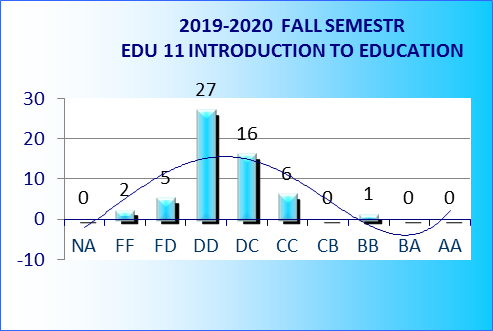 2019-2020 FALL SEMESTR
EDU 11 INTRODUCTION TO EDUCATION
30
20
10
0
-10
0 2 5 27 16 6 0 1 0 0
NA FF FD DD DC CC CB BB BA AA